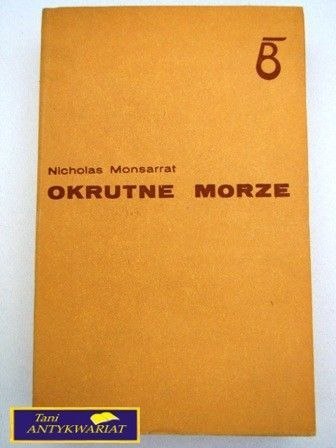 B
Nicholas Monsarrat
OKRUTNE MORZE
Tani
ANTYKWARIAT